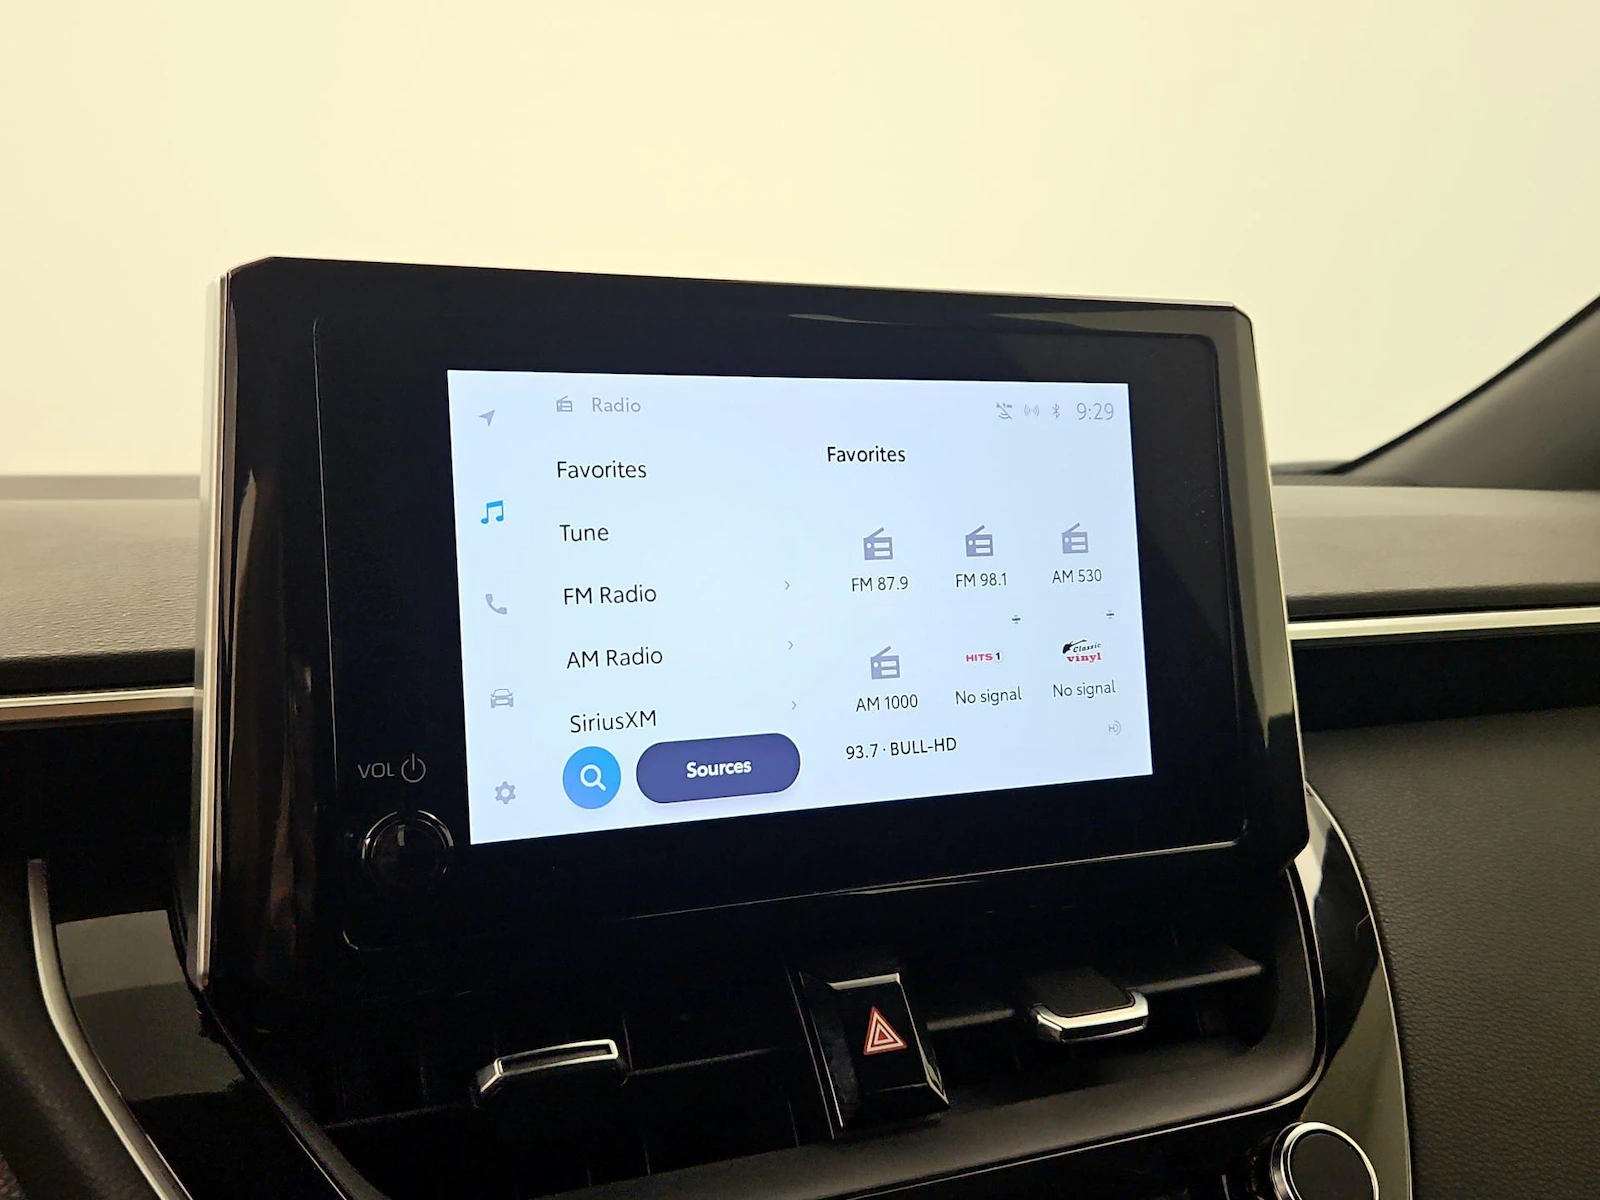 Radio
9:29
Favorites
Tune
FM Radio
AM Radio
SiriusXM
Sources
Favorites
FM 87.9
FM 98.1
AM 530
AM 1000
HITS 1
No signal
Classic
vinyl
No signal
93.7 · BULL-HD
HD
VOL